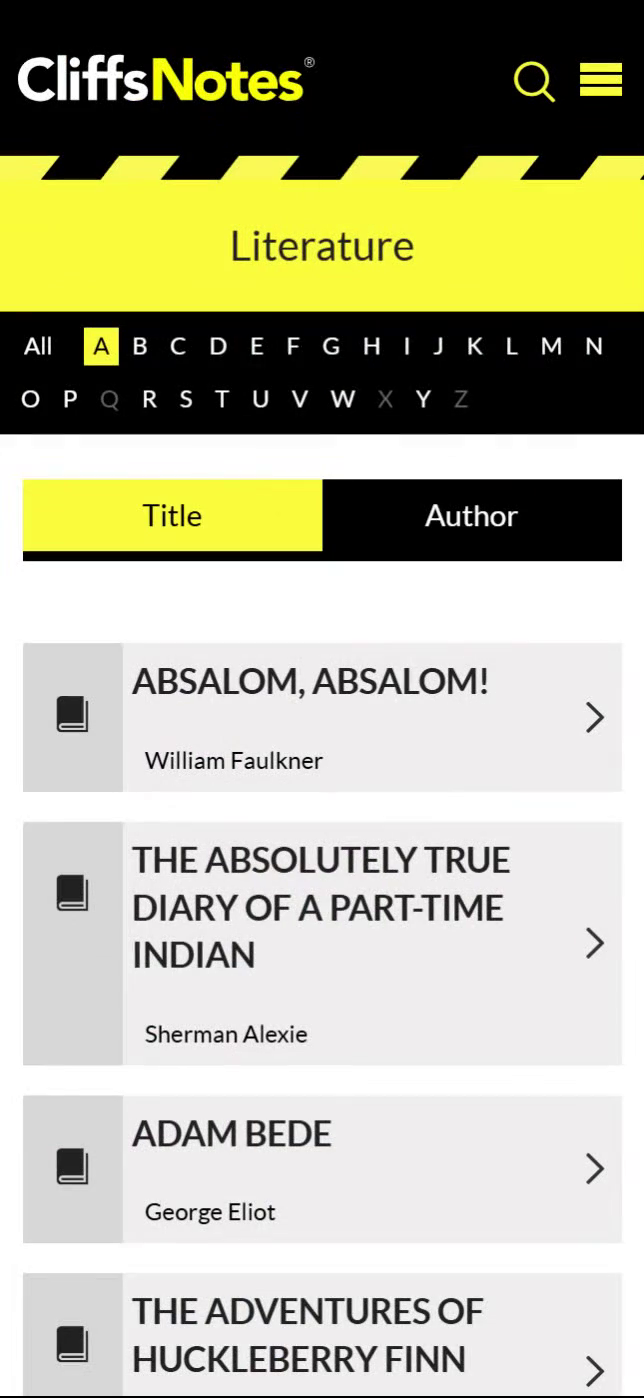 CliffsNotes®
Literature
All A B C D E F G H I J K L M N
O P Q R S T U V W X Y Z
Title Author
ABSALOM, ABSALOM!
William Faulkner
THE ABSOLUTELY TRUE
DIARY OF A PART-TIME
INDIAN
Sherman Alexie
ADAM BEDE
George Eliot
THE ADVENTURES OF
HUCKLEBERRY FINN